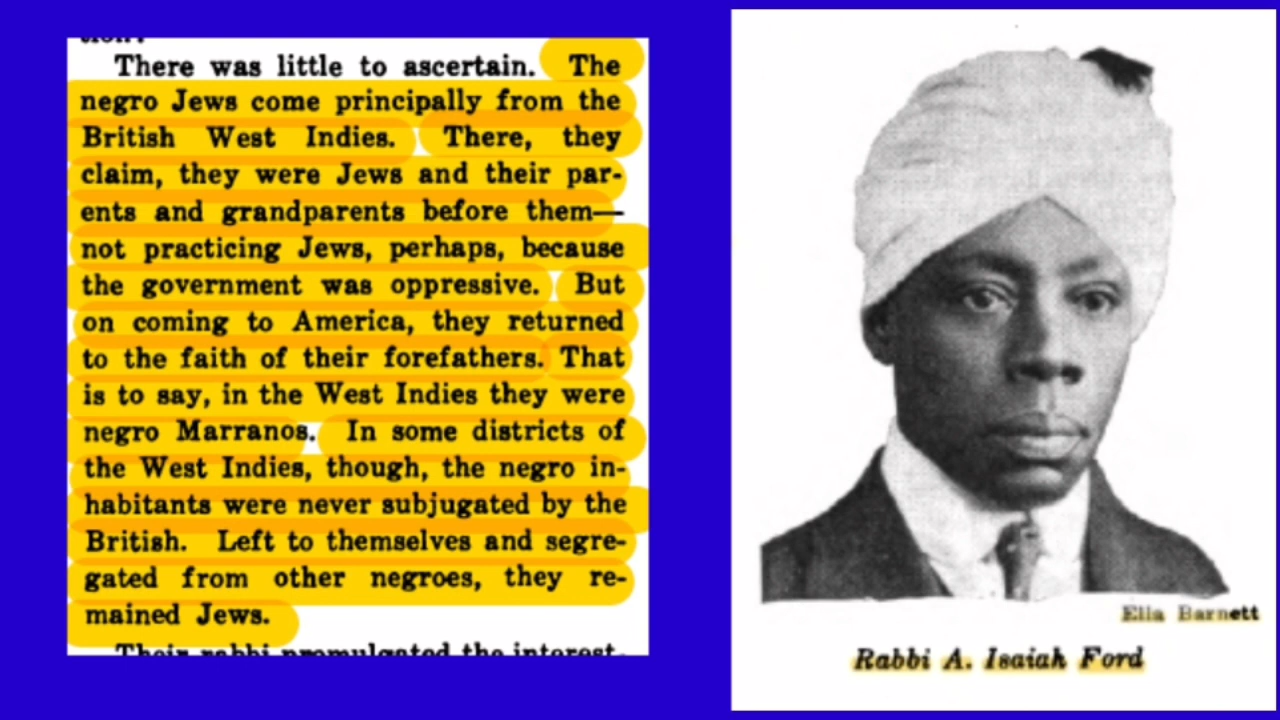 There was little to ascertain. The
negro Jews come principally from the
British West Indies. There, they
claim, they were Jews and their par-
ents and grandparents before them—
not practicing Jews, perhaps, because
the government was oppressive. But
on coming to America, they returned
to the faith of their forefathers. That
is to say, in the West Indies they were
negro Marranos. In some districts of
the West Indies, though, the negro in-
habitants were never subjugated by the
British. Left to themselves and segre-
gated from other negroes, they re-
mained Jews.
Their rabbi promulgated the interest-
Ella Barnett
Rabbi A. Isaiah Ford